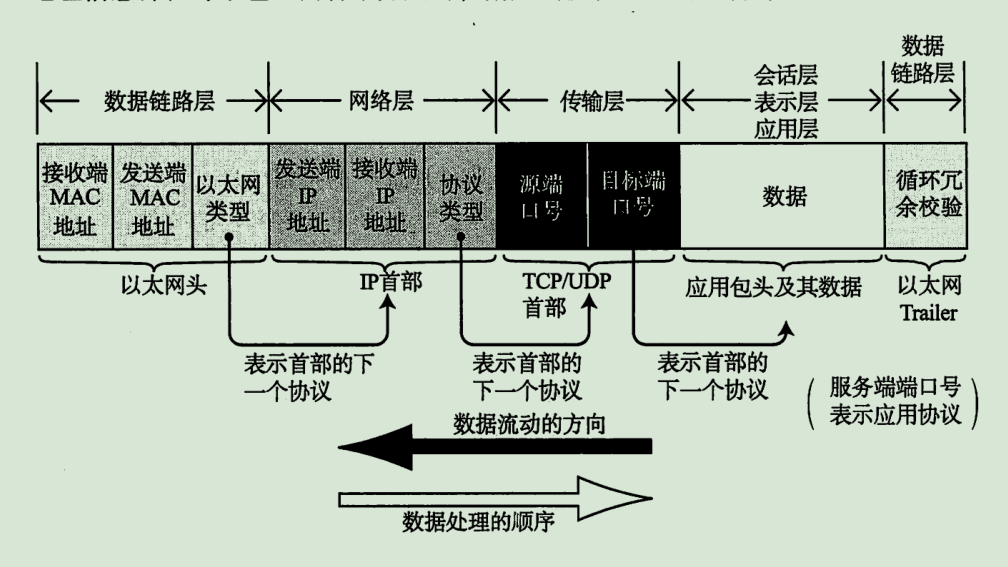 数据
链路层
数据链路层
网络层
传输层
会话层
表示层
应用层
接收端
MAC
地址
发送端
MAC
地址
以太网
类型
发送端
IP
地址
接收端
IP
地址
协议
类型
源端
口号
目标端
口号
数据
循环冗
余校验
以太网头
IP首部
TCP/UDP
首部
应用包头及其数据
以太网
Trailer
表示首部的下
一个协议
表示首部的
下一个协议
表示首部的
下一个协议
服务端端口号
表示应用协议
数据流动的方向
数据处理的顺序